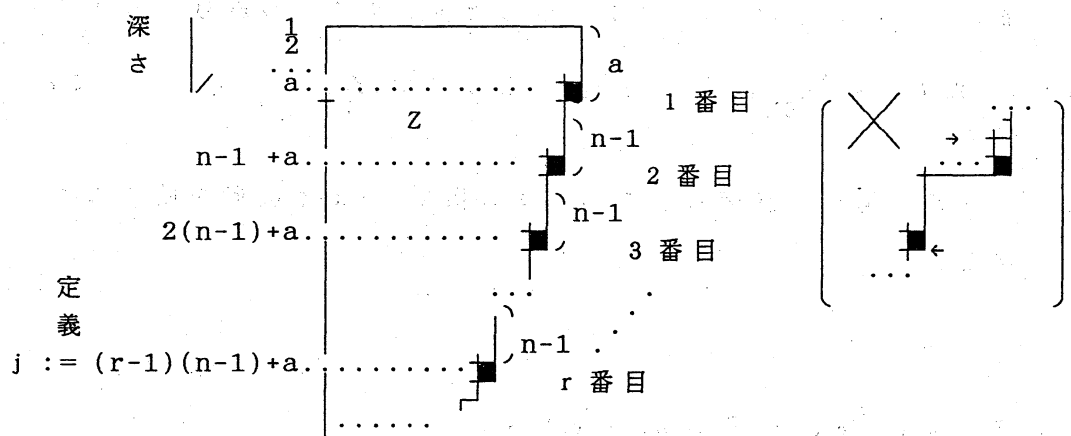 深さ
1
2
...
a
a
1 番目
Z
n-1
n-1 +a
2 番目
n-1
2(n-1)+a
3 番目
...
定義
n-1
j := (r-1)(n-1)+a
r 番目
......
...
→
....
←
...